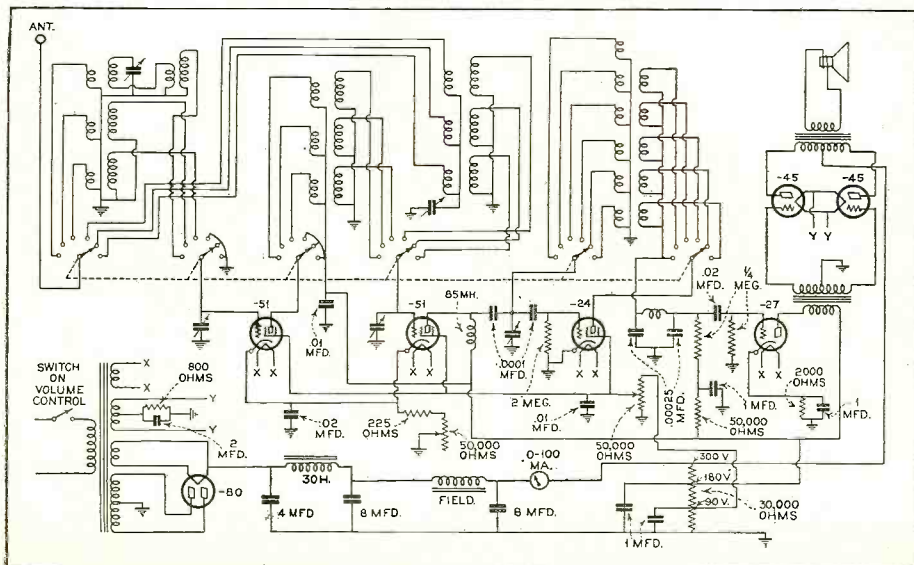 ANT.
-45
-45
Y Y
-51
.01
MFD.
-51
85MH.
.0001
MFD.
-24
.02
MFD.
1/4
MEG.
-27
.00025
MFD.
2000
OHMS
1
MFD.
1 MFD.
50,000
OHMS
X X
X X
X X
X X
SWITCH
ON
VOLUME
CONTROL
800
OHMS
X
X
Y
Y
2
MFD.
.02
MFD.
225
OHMS
50,000
OHMS
2 MEG.
.01
MFD.
50,000
OHMS
-80
30H.
4 MFD
8 MFD.
FIELD.
0-100
MA.
8 MFD.
1 MFD.
300 V.
180 V.
90 V.
30,000
OHMS